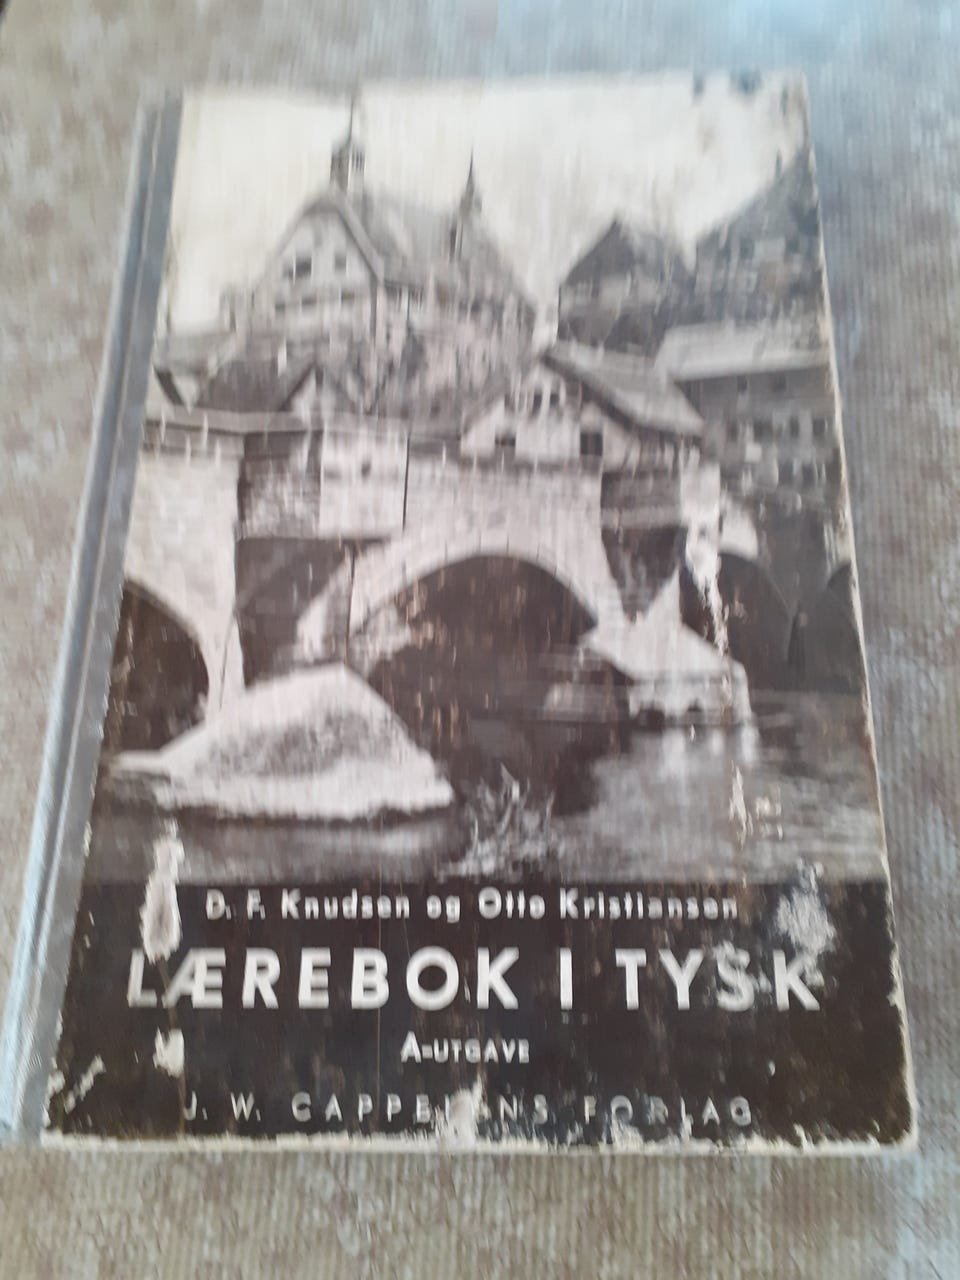 D. F. Knudsen og Otto Kristiansen
LÆREBOK I TYSK
A-UTGAVE
J. W. CAPPELENS FORLAG